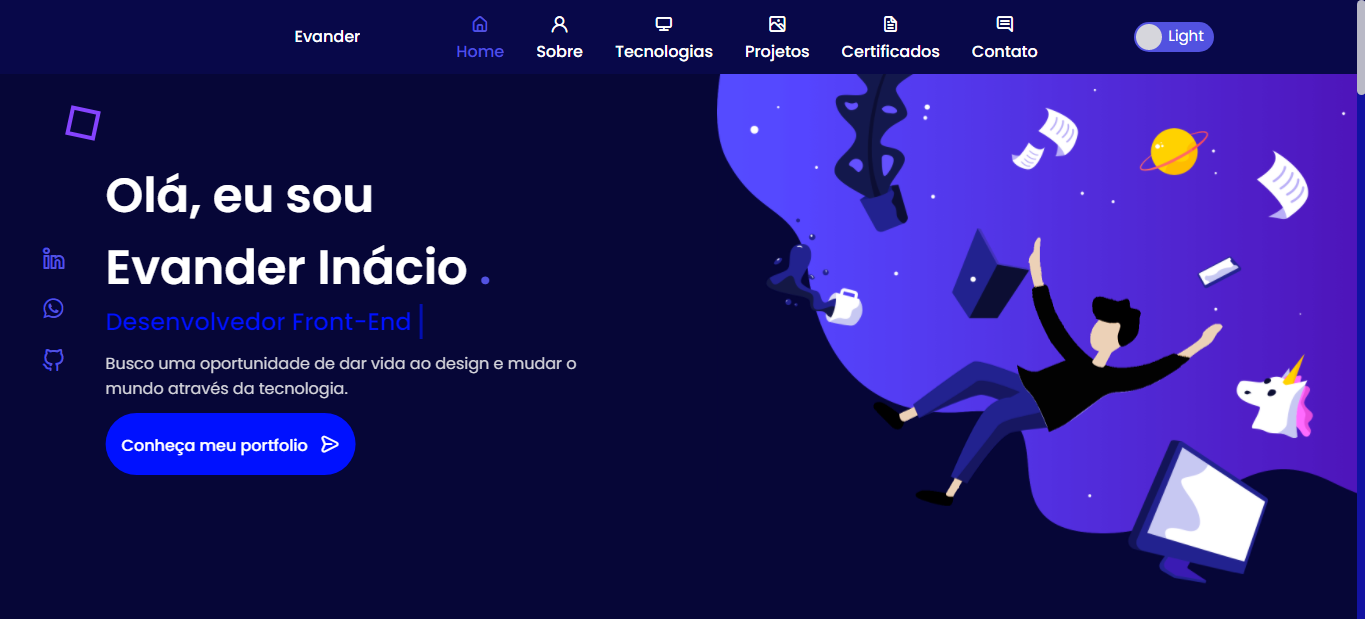 Evander
Home
Sobre
Tecnologias
Projetos
Certificados
Contato
Light
Olá, eu sou
Evander Inácio .
Desenvolvedor Front-End |
Busco uma oportunidade de dar vida ao design e mudar o
mundo através da tecnologia.
Conheça meu portfolio